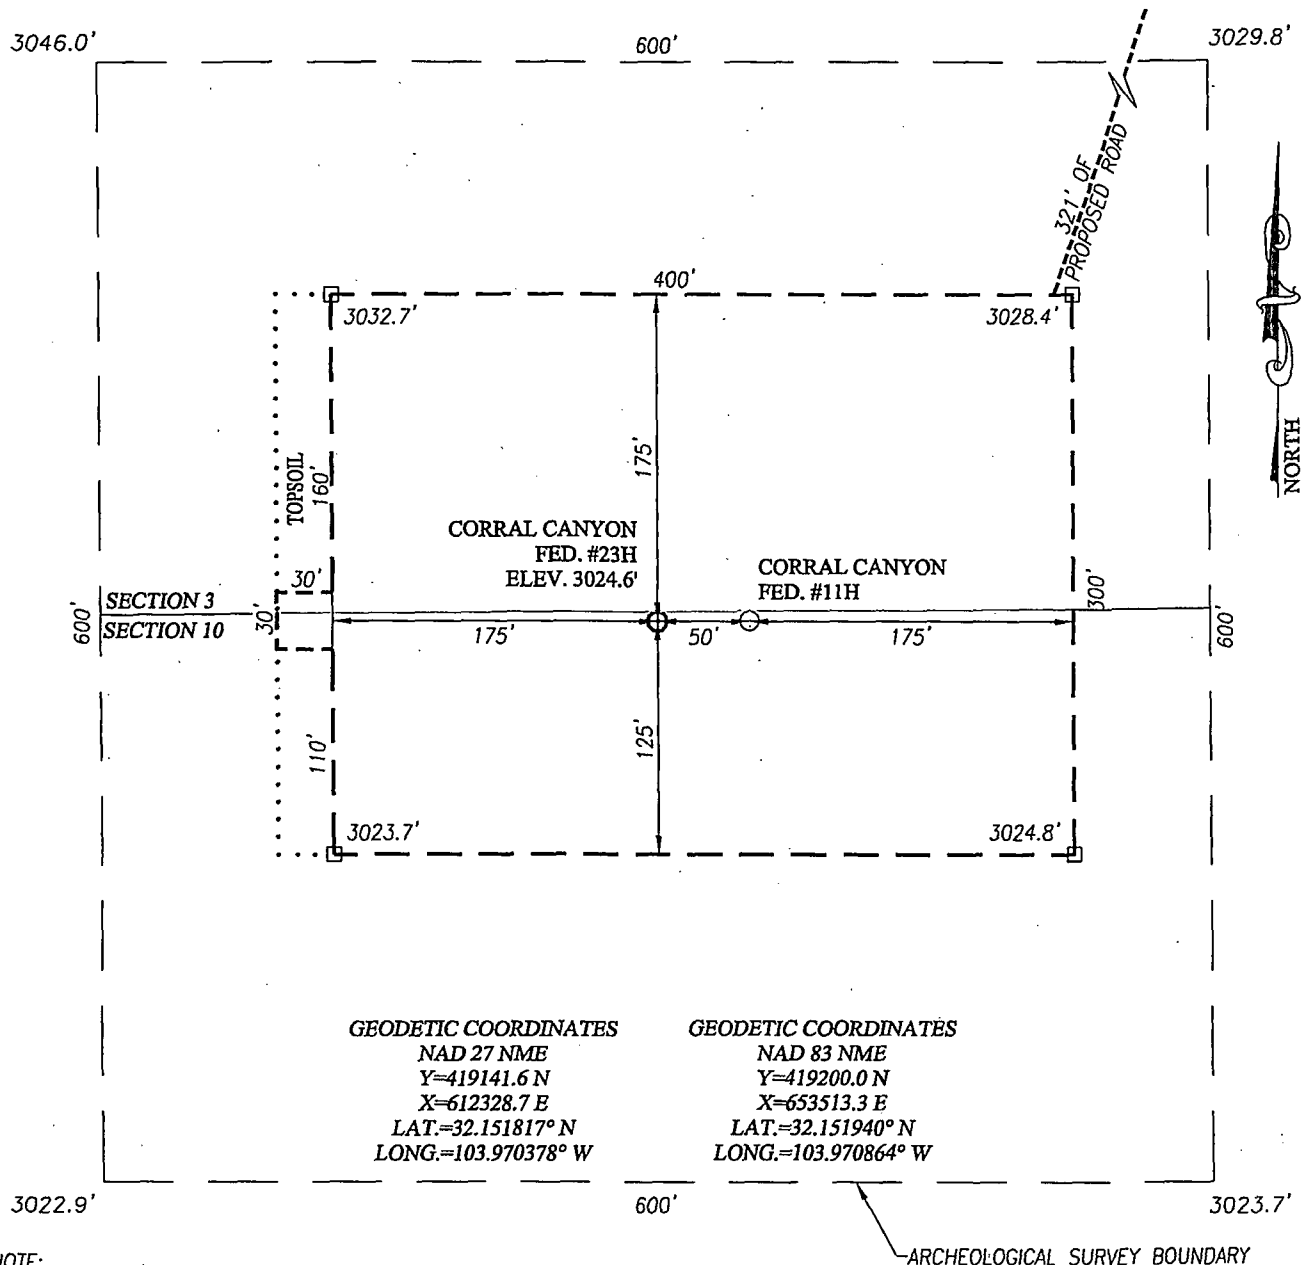 3046.0'
600'
3029.8'
321' OF
PROPOSED ROAD
400'
3032.7'
3028.4'
NORTH
TOPSOIL
160'
175'
CORRAL CANYON
FED. #23H
ELEV. 3024.6'
CORRAL CANYON
FED. #11H
30'
300'
SECTION 3
SECTION 10
600'
30'
175'
50'
175'
600'
110'
125'
3023.7'
3024.8'
GEODETIC COORDINATES
NAD 27 NME
Y=419141.6 N
X=612328.7 E
LAT.=32.151817° N
LONG.=103.970378° W
GEODETIC COORDINATES
NAD 83 NME
Y=419200.0 N
X=653513.3 E
LAT.=32.151940° N
LONG.=103.970864° W
3022.9'
600'
3023.7'
NOTE:
ARCHEOLOGICAL SURVEY BOUNDARY